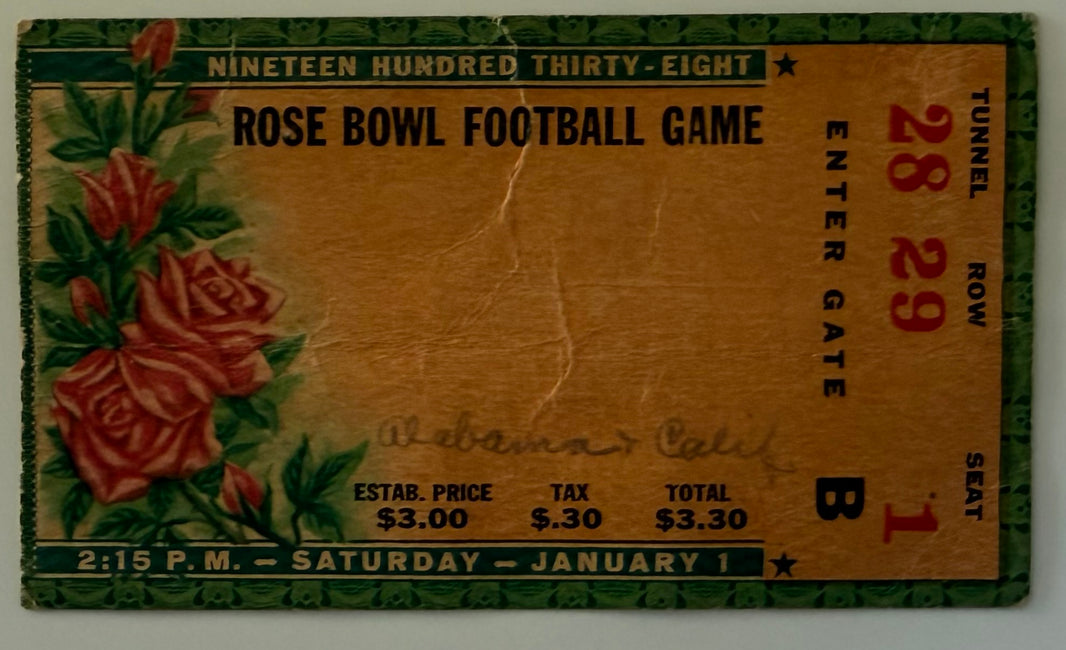 NINETEEN HUNDRED THIRTY-EIGHT ★
ROSE BOWL FOOTBALL GAME
Alabama + Calif
ESTAB. PRICE TAX TOTAL
$3.00 $.30 $3.30
2:15 P.M. — SATURDAY — JANUARY 1 ★
ENTER GATE B
28 29 1
TUNNEL ROW SEAT